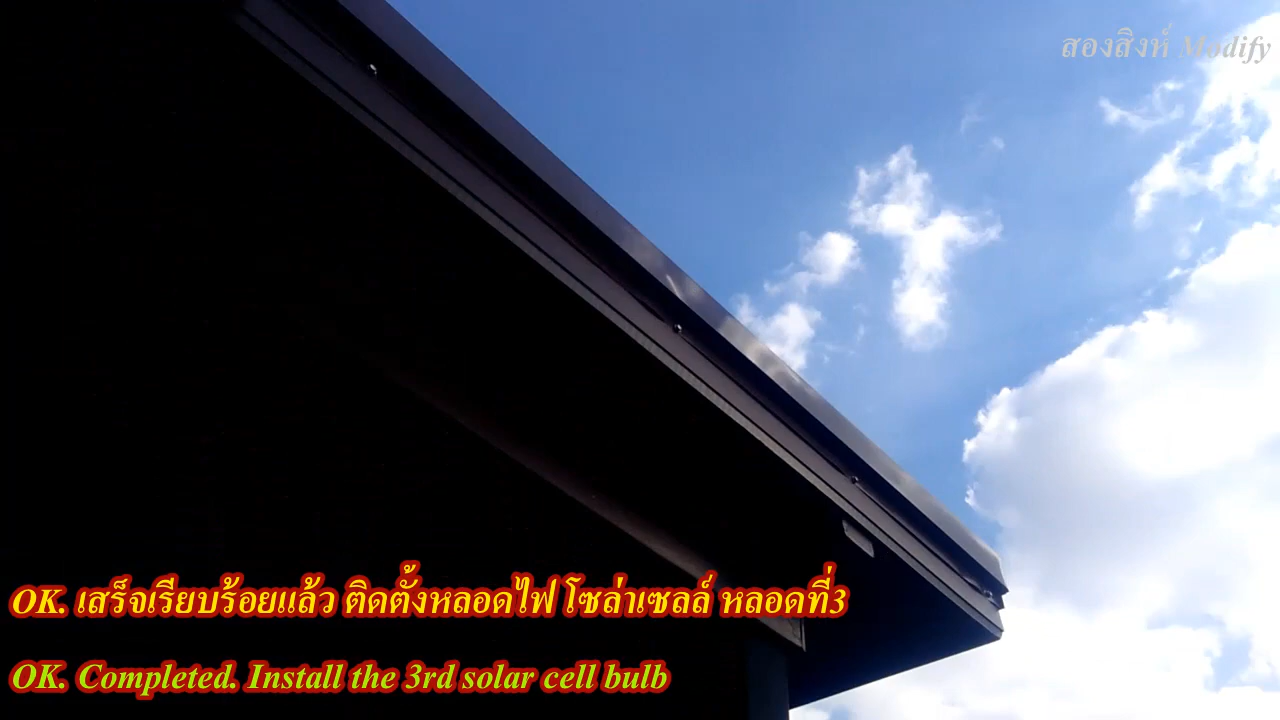 สองสิงห์ Modify
OK. เสร็จเรียบร้อยแล้ว ติดตั้งหลอดไฟ โซล่าเซลล์ หลอดที่3
OK. Completed. Install the 3rd solar cell bulb